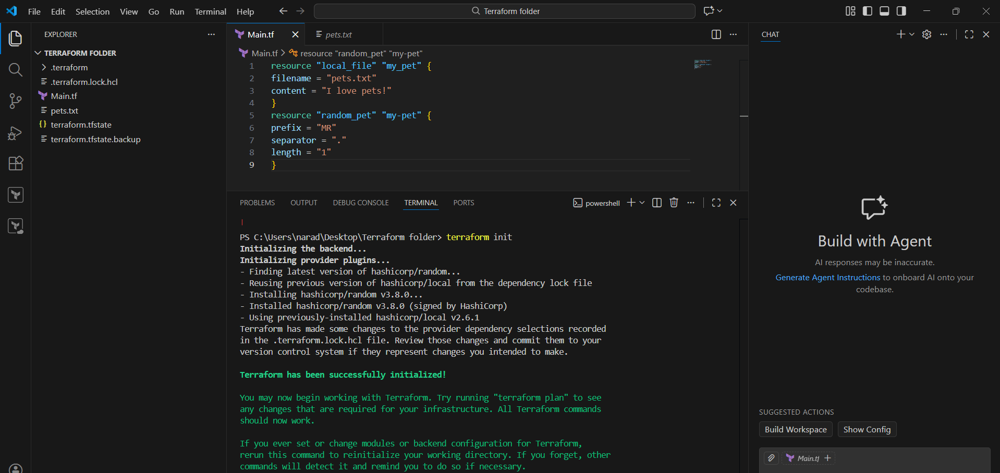 File Edit Selection View Go Run Terminal Help
Terraform folder
EXPLORER
TERRAFORM FOLDER
.terraform
.terraform.lock.hcl
Main.tf
pets.txt
terraform.tfstate
terraform.tfstate.backup
Main.tf
pets.txt
Main.tf > resource "random_pet" "my-pet"
1 resource "local_file" "my_pet" {
2 filename = "pets.txt"
3 content = "I love pets!"
4 }
5 resource "random_pet" "my-pet" {
6 prefix = "MR"
7 separator = "."
8 length = "1"
9 }
PROBLEMS OUTPUT DEBUG CONSOLE TERMINAL PORTS
powershell
PS C:\Users\narad\Desktop\Terraform folder> terraform init
Initializing the backend...
Initializing provider plugins...
- Finding latest version of hashicorp/random...
- Reusing previous version of hashicorp/local from the dependency lock file
- Installing hashicorp/random v3.8.0...
- Installed hashicorp/random v3.8.0 (signed by HashiCorp)
- Using previously-installed hashicorp/local v2.6.1
Terraform has made some changes to the provider dependency selections recorded
in the .terraform.lock.hcl file. Review those changes and commit them to your
version control system if they represent changes you intended to make.
Terraform has been successfully initialized!
You may now begin working with Terraform. Try running "terraform plan" to see
any changes that are required for your infrastructure. All Terraform commands
should now work.
If you ever set or change modules or backend configuration for Terraform,
rerun this command to reinitialize your working directory. If you forget, other
commands will detect it and remind you to do so if necessary.
CHAT
Build with Agent
AI responses may be inaccurate.
Generate Agent Instructions to onboard AI onto your
codebase.
SUGGESTED ACTIONS
Build Workspace
Show Config
Main.tf